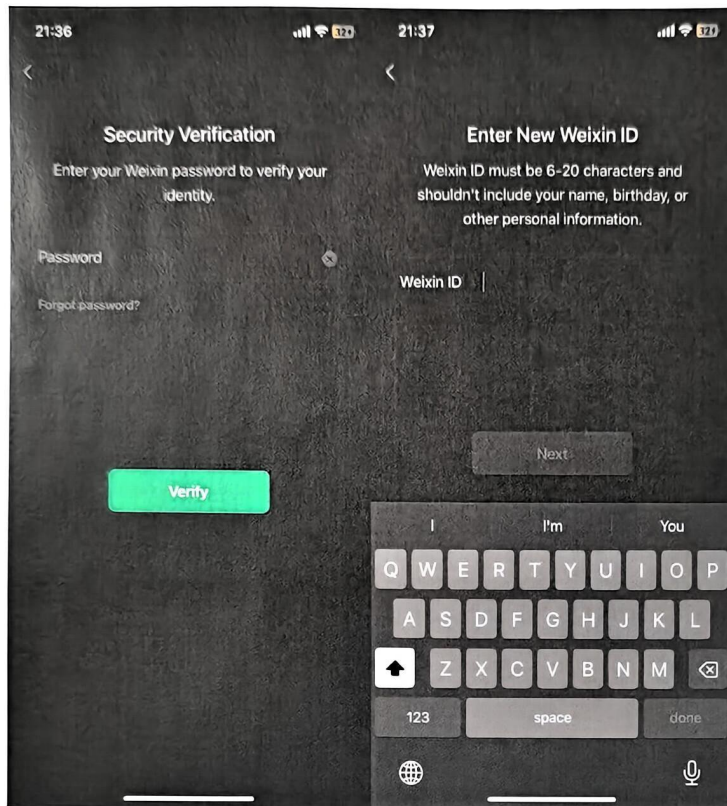 21:36
32
Security Verification
Enter your Weixin password to verify your
identity.
Password
Forgot password?
Verify
21:37
32
Enter New Weixin ID
Weixin ID must be 6-20 characters and
shouldn't include your name, birthday, or
other personal information.
Weixin ID
Next
I I'm You
Q W E R T Y U I O P
A S D F G H J K L
Z X C V B N M
123 space done